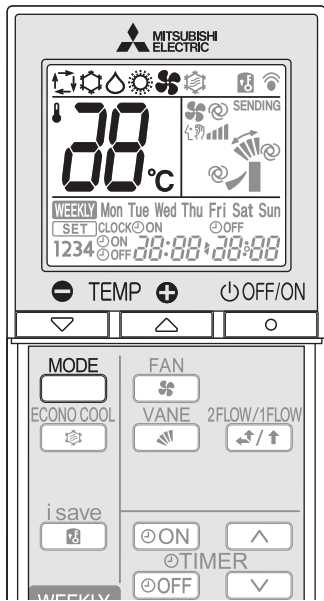 MITSUBISHI
ELECTRIC
SENDING
88 °C
WEEKLY Mon Tue Wed Thu Fri Sat Sun
SET CLOCK ON OFF
1234 ON OFF 88:88 88:88
TEMP OFF/ON
MODE FAN
ECONO COOL VANE 2FLOW/1FLOW
i save
ON
TIMER
OFF
WEEKLY